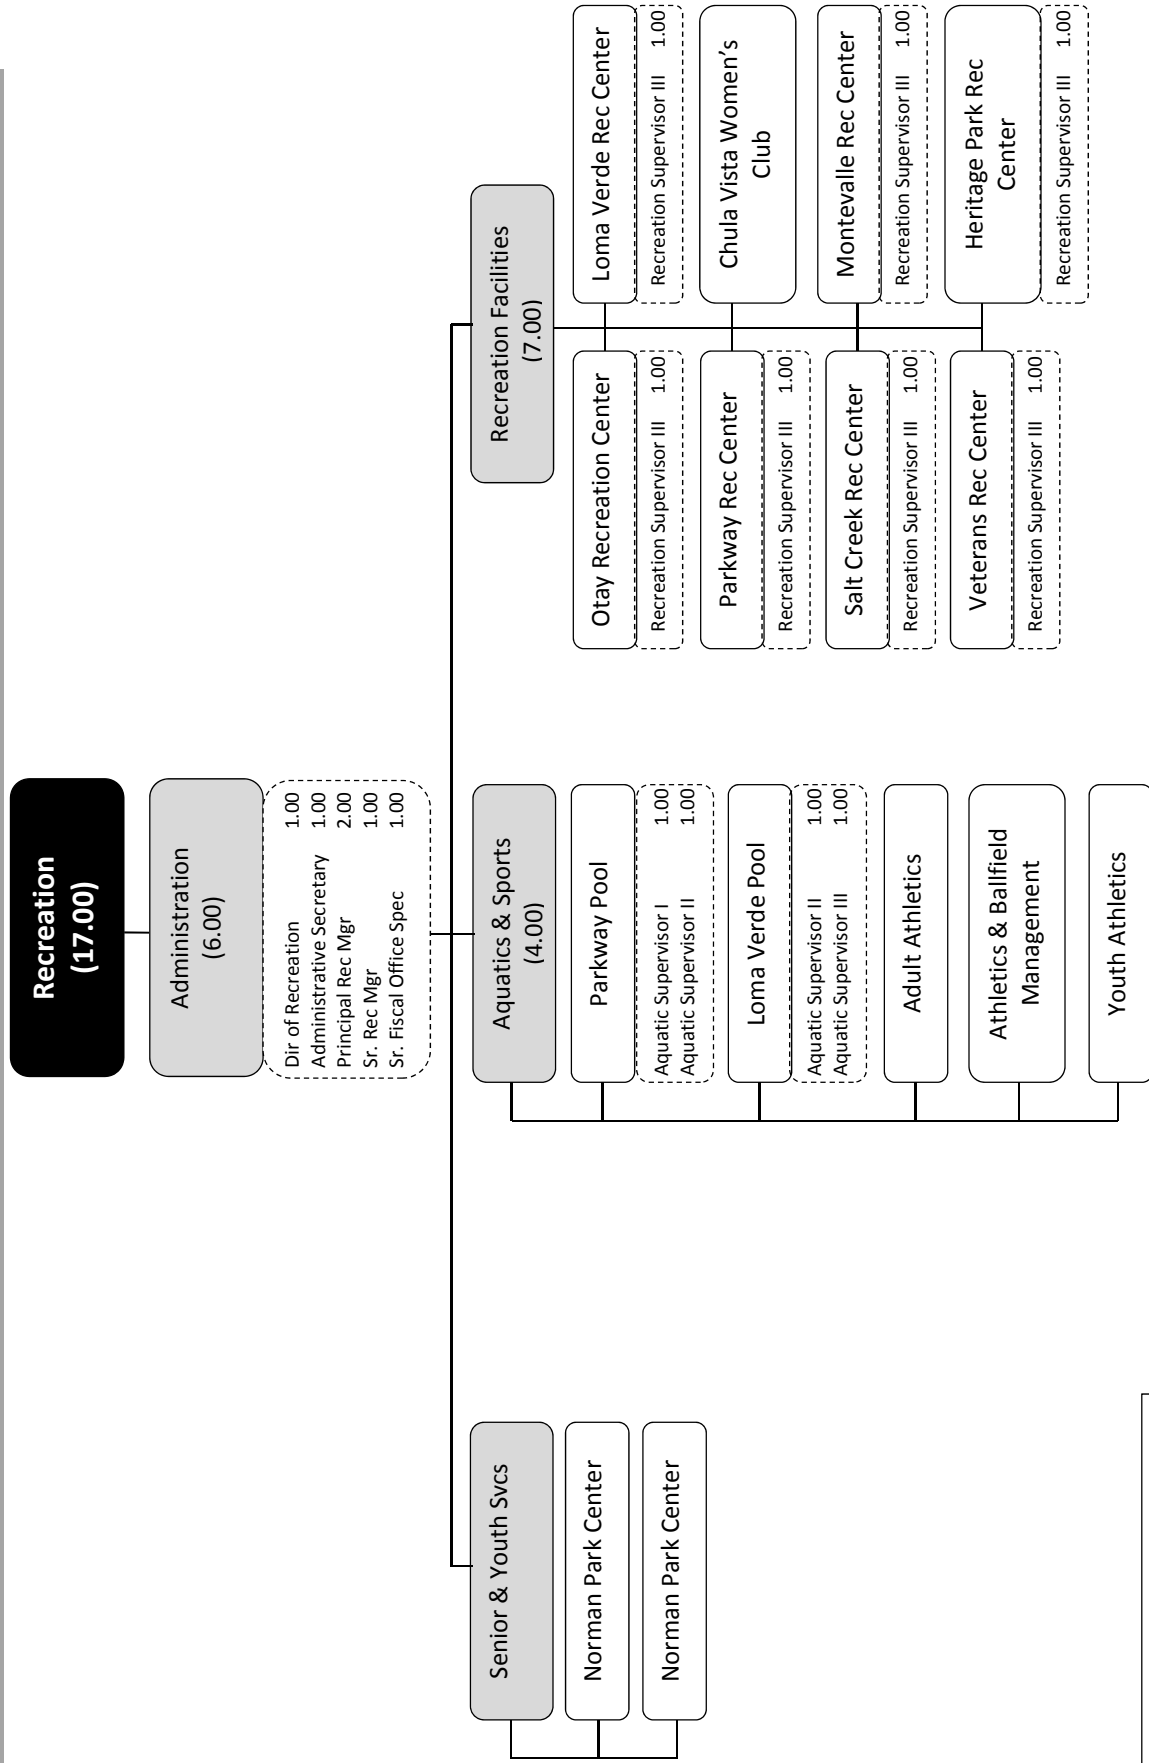 Recreation
(17.00)
Administration
(6.00)
Dir of Recreation 1.00
Administrative Secretary 1.00
Principal Rec Mgr 2.00
Sr. Rec Mgr 1.00
Sr. Fiscal Office Spec 1.00
Senior & Youth Svcs
Norman Park Center
Norman Park Center
Aquatics & Sports
(4.00)
Parkway Pool
Aquatic Supervisor I 1.00
Aquatic Supervisor II 1.00
Loma Verde Pool
Aquatic Supervisor II 1.00
Aquatic Supervisor III 1.00
Adult Athletics
Athletics & Ballfield
Management
Youth Athletics
Recreation Facilities
(7.00)
Otay Recreation Center
Recreation Supervisor III 1.00
Loma Verde Rec Center
Recreation Supervisor III 1.00
Parkway Rec Center
Recreation Supervisor III 1.00
Chula Vista Women’s
Club
Salt Creek Rec Center
Recreation Supervisor III 1.00
Montevalle Rec Center
Recreation Supervisor III 1.00
Veterans Rec Center
Recreation Supervisor III 1.00
Heritage Park Rec
Center
Recreation Supervisor III 1.00